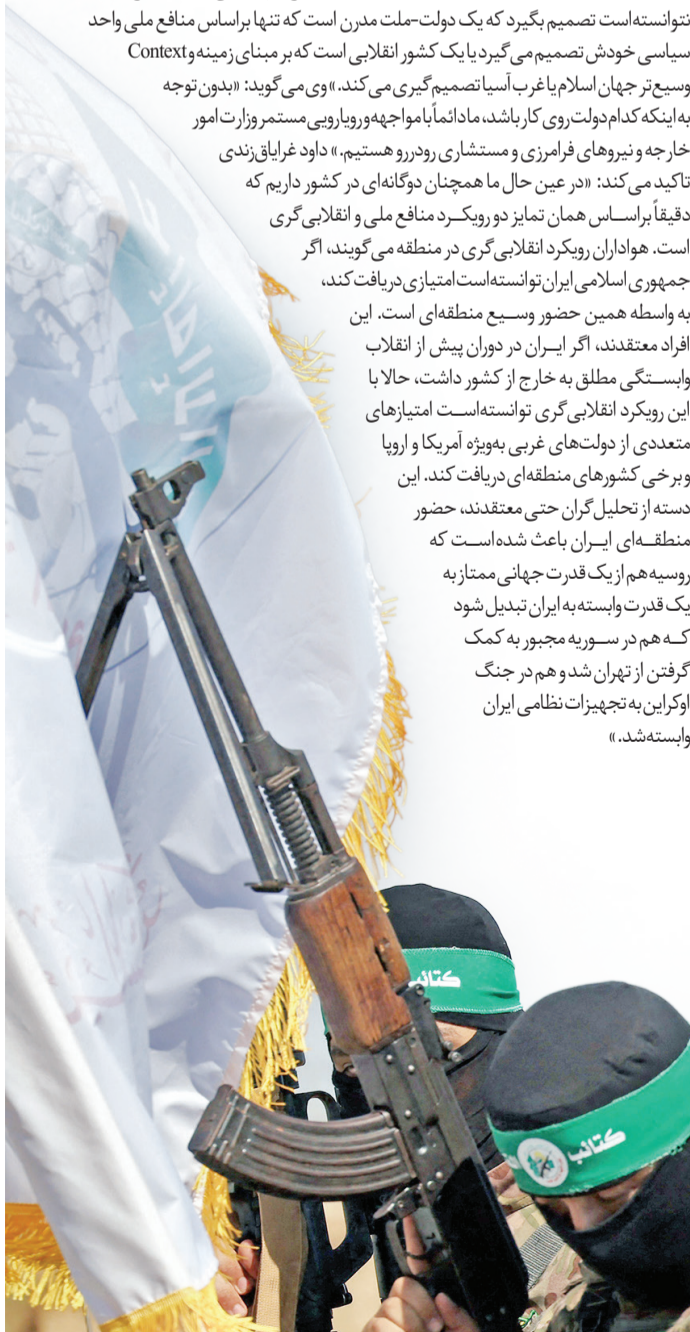 نتوانسته‌است تصمیم بگیرد که یک دولت-ملت مدرن است که تنها براساس منافع ملی واحد
سیاسی خودش تصمیم می‌گیرد یا یک کشور انقلابی است که بر مبنای زمینه و Context
وسیع‌تر جهان اسلام یا غرب آسیا تصمیم‌گیری می‌کند.» وی می‌گوید: «بدون توجه
به اینکه کدام دولت روی کار باشد، ما دائماً با مواجهه و رویارویی مستمر وزارت امور
خارجه و نیروهای فرامرزی و مستشاری رودررو هستیم.» داود غرایاق‌زندی
تاکید می‌کند: «در عین حال ما همچنان دوگانه‌ای در کشور داریم که
دقیقاً براساس همان تمایز دو رویکرد منافع ملی و انقلابی‌گری
است. هواداران رویکرد انقلابی‌گری در منطقه می‌گویند، اگر
جمهوری اسلامی ایران توانسته‌است امتیازی دریافت کند،
به واسطه همین حضور وسیع منطقه‌ای است. این
افراد معتقدند، اگر ایران در دوران پیش از انقلاب
وابستگی مطلق به خارج از کشور داشت، حالا با
این رویکرد انقلابی‌گری توانسته‌است امتیازهای
متعددی از دولت‌های غربی به‌ویژه آمریکا و اروپا
و برخی کشورهای منطقه‌ای دریافت کند. این
دسته از تحلیل‌گران حتی معتقدند، حضور
منطقه‌ای ایران باعث شده‌است که
روسیه هم از یک قدرت جهانی ممتاز به
یک قدرت وابسته به ایران تبدیل شود
که هم در سوریه مجبور به کمک
گرفتن از تهران شد و هم در جنگ
اوکراین به تجهیزات نظامی ایران
وابسته شد.»
كتائب
كتائب